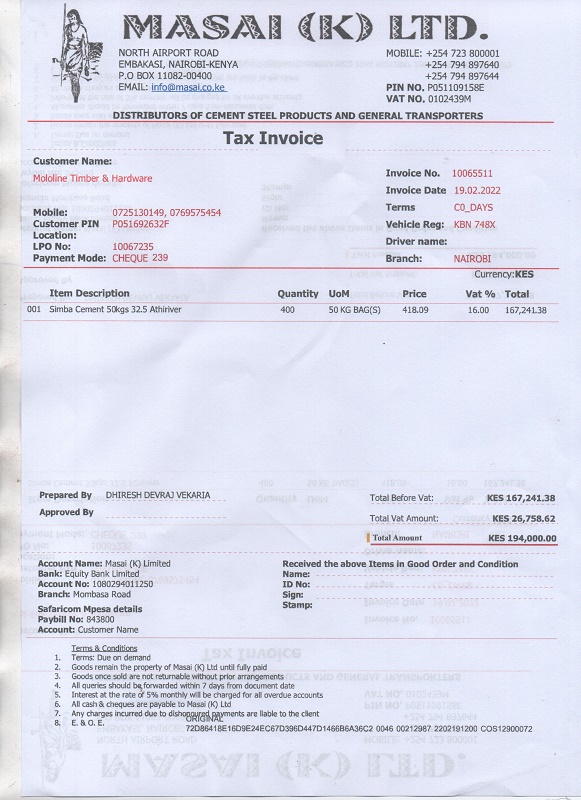 MASAI (K) LTD.
NORTH AIRPORT ROAD
EMBAKASI, NAIROBI-KENYA
P.O BOX 11082-00400
EMAIL: info@masai.co.ke
MOBILE: +254 723 800001
+254 794 897640
+254 794 897644
PIN NO. P051109158E
VAT NO. 0102439M
DISTRIBUTORS OF CEMENT STEEL PRODUCTS AND GENERAL TRANSPORTERS
Tax Invoice
Customer Name:
Mololine Timber & Hardware
Mobile: 0725130149, 0769575454
Customer PIN P051692632F
Location:
LPO No: 10067235
Payment Mode: CHEQUE 239
Invoice No. 10065511
Invoice Date 19.02.2022
Terms C0_DAYS
Vehicle Reg: KBN 748X
Driver name:
Branch: NAIROBI
Currency:KES
Item Description Quantity UoM Price Vat % Total
001 Simba Cement 50kgs 32.5 Athiriver 400 50 KG BAG(S) 418.09 16.00 167,241.38
Prepared By DHIRESH DEVRAJ VEKARIA
Approved By
Total Before Vat: KES 167,241.38
Total Vat Amount: KES 26,758.62
Total Amount KES 194,000.00
Account Name: Masai (K) Limited
Bank: Equity Bank Limited
Account No: 1080294011250
Branch: Mombasa Road
Safaricom Mpesa details
Paybill No: 843800
Account: Customer Name
Received the above Items in Good Order and Condition
Name:
ID No:
Sign:
Stamp:
Terms & Conditions
1. Terms: Due on demand
2. Goods remain the property of Masai (K) Ltd until fully paid
3. Goods once sold are not returnable without prior arrangements
4. All queries should be forwarded within 7 days from document date
5. Interest at the rate of 5% monthly will be charged for all overdue accounts
6. All cash & cheques are payable to Masai (K) Ltd
7. Any charges incurred due to dishonoured payments are liable to the client
8. E. & O. E.
ORIGINAL
72D86418E16D9E24EC67D396D447D1466B6A36C2 0046 00212987 2202191200 COS12900072